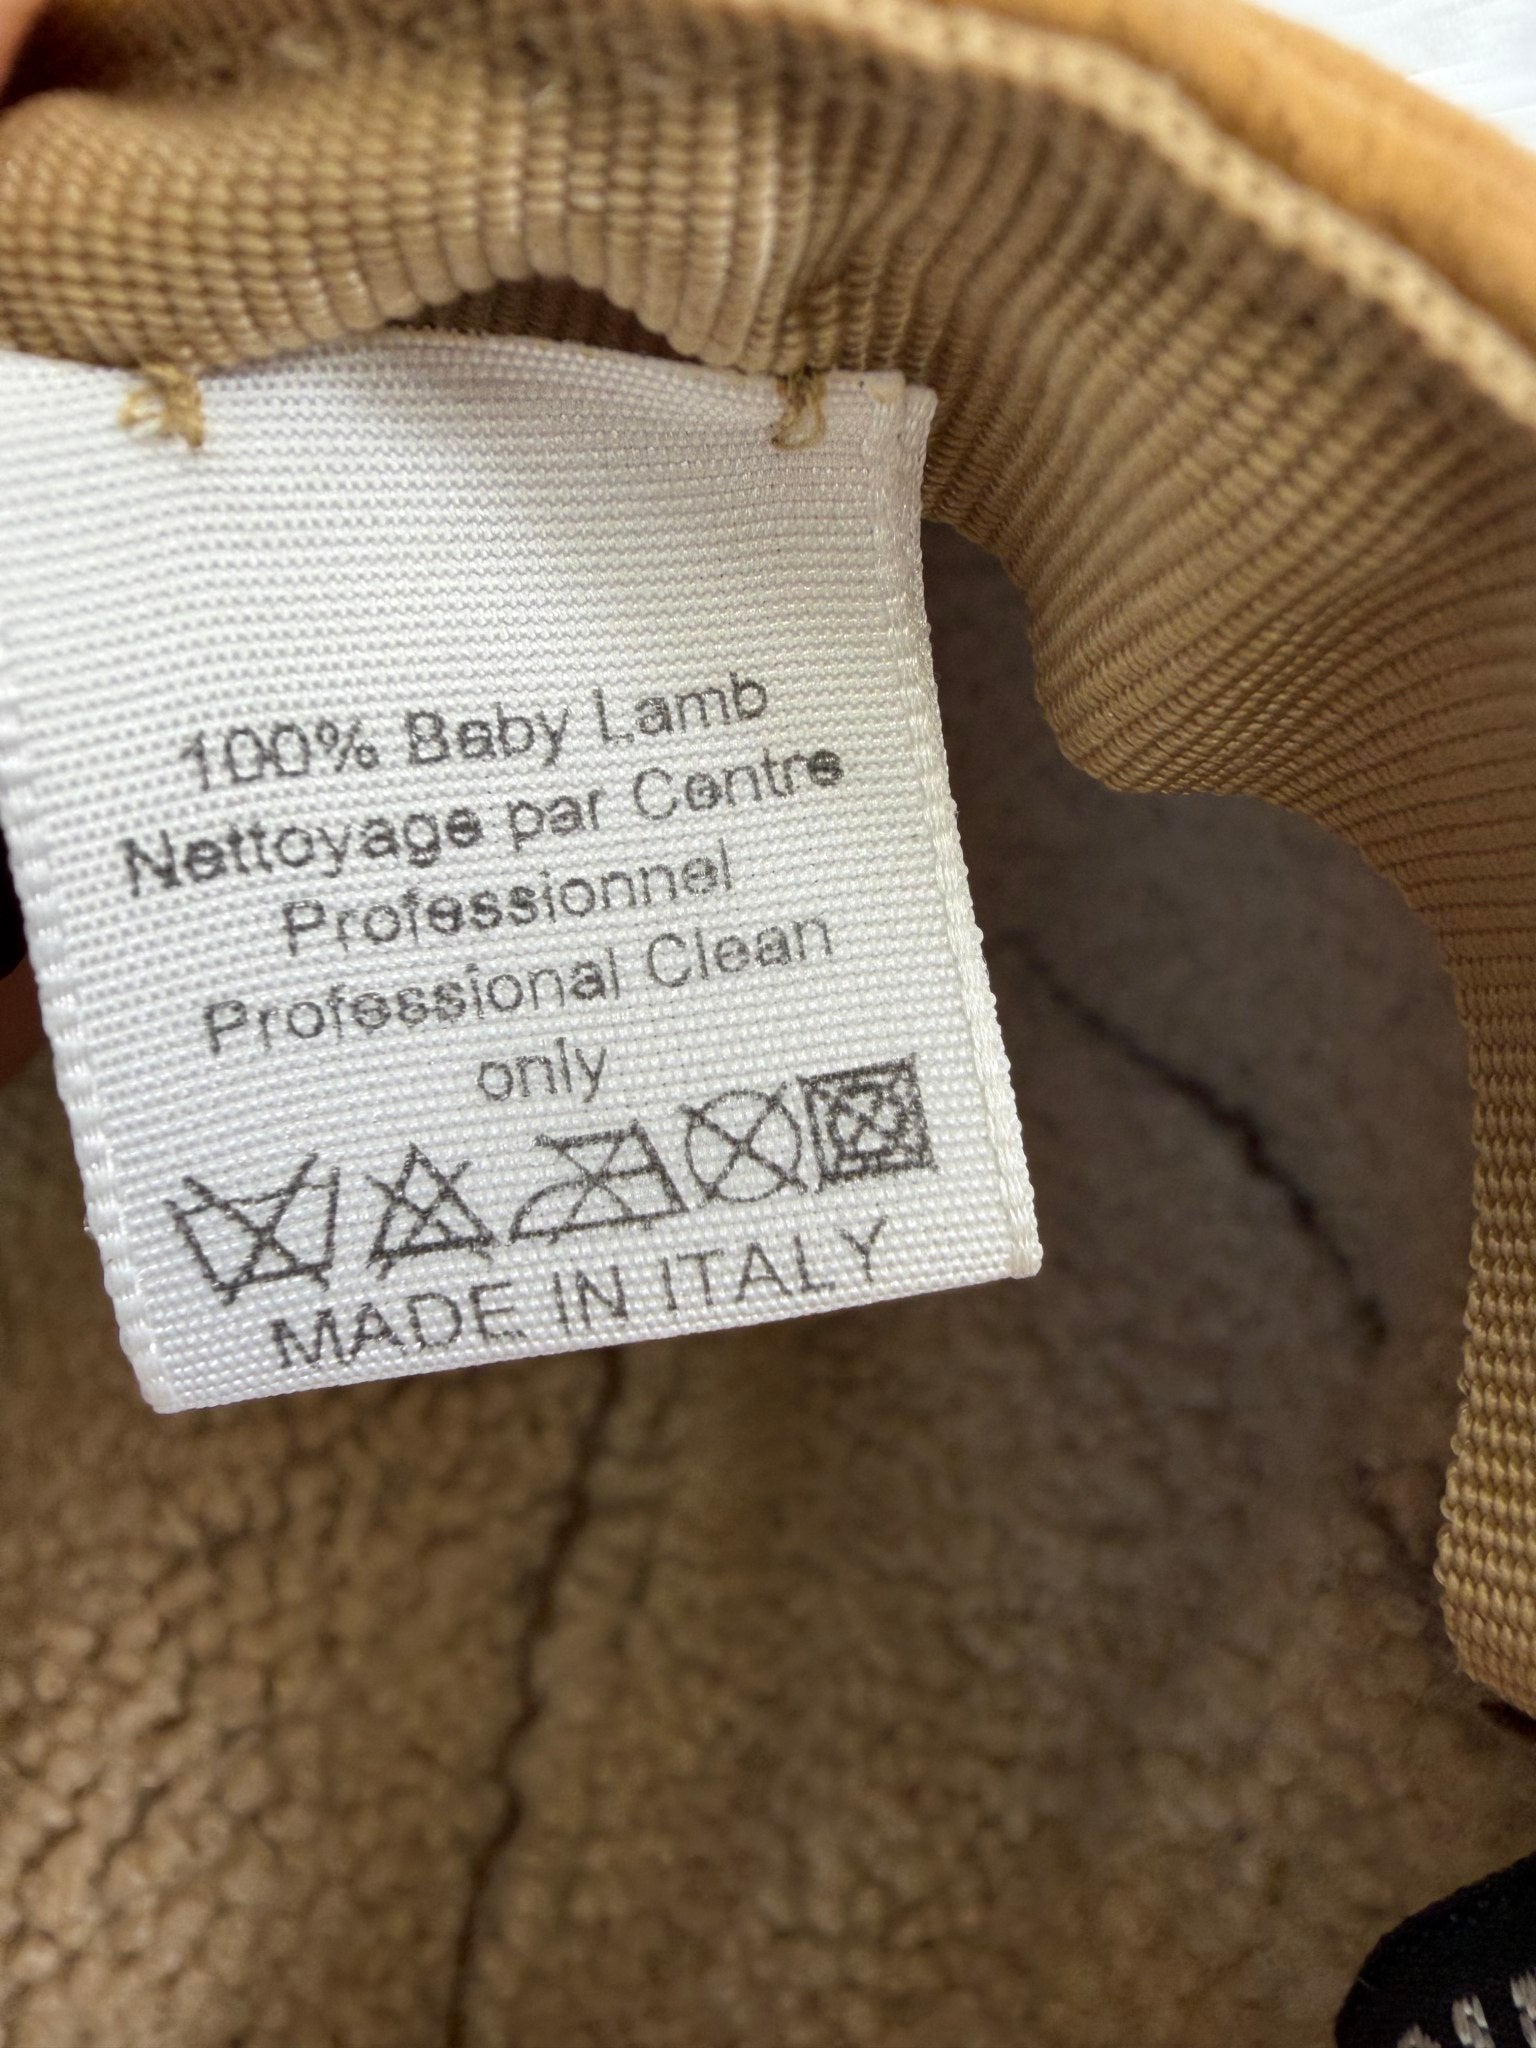 100% Baby Lamb
Nettoyage par Centre
Professionnel
Professional Clean
only
MADE IN ITALY